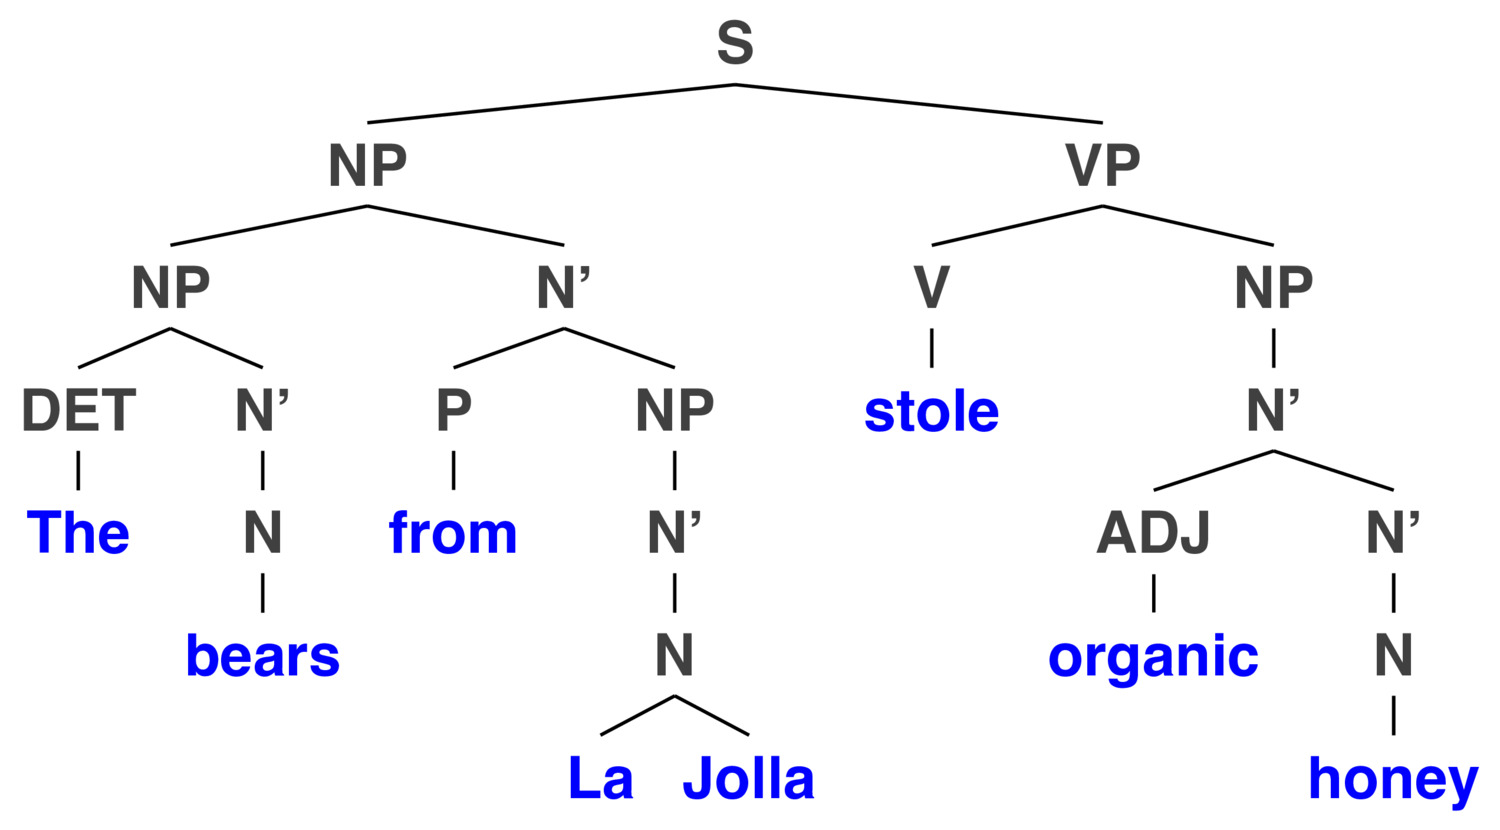 S
NP VP
NP N’ V NP
DET N’ P NP stole N’
The N from N’ ADJ N’
bears N organic N
La Jolla honey